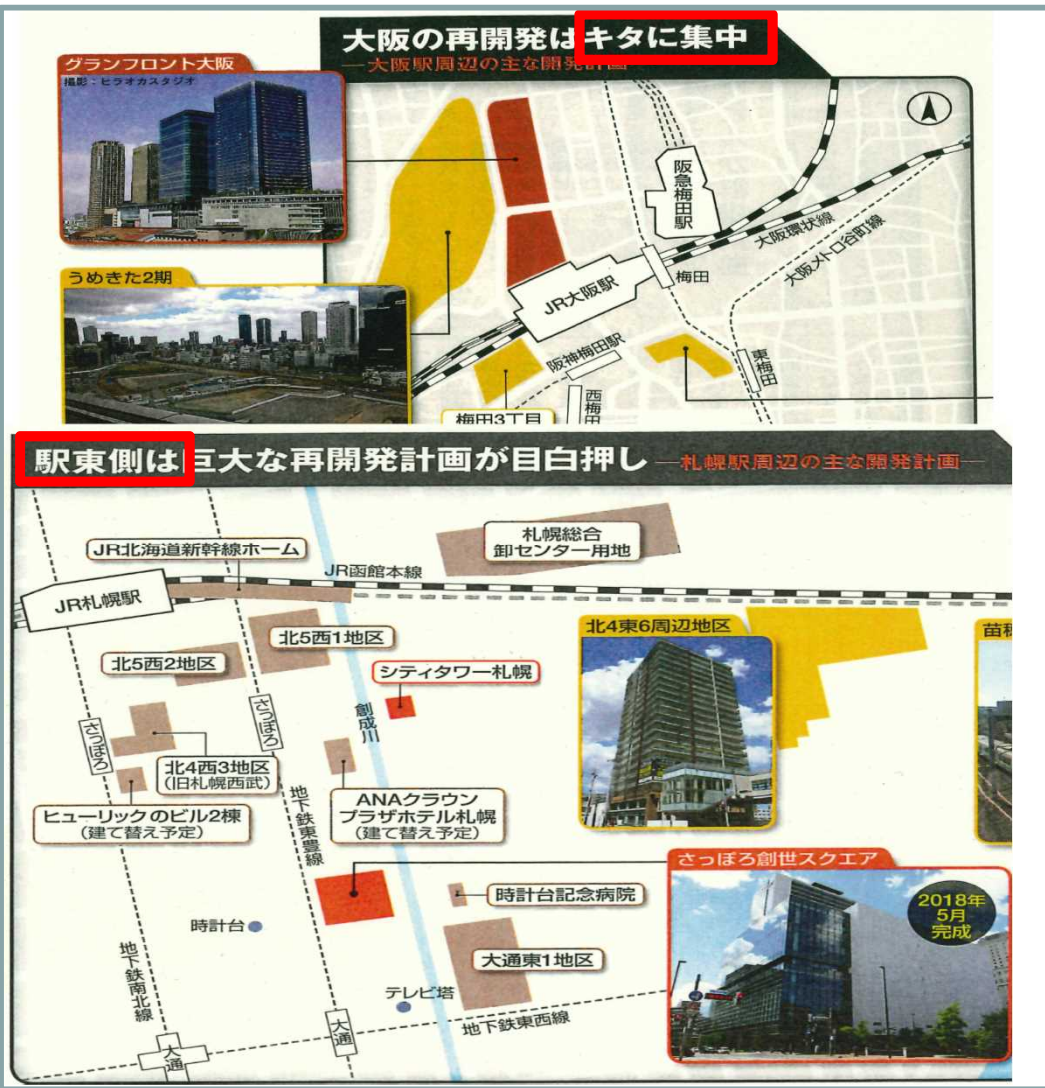 大阪の再開発はキタに集中
―大阪駅周辺の主な開発計画―
グランフロント大阪
撮影：ヒラオカスタジオ
阪急梅田駅
大阪環状線
大阪メトロ谷町線
梅田
JR大阪駅
うめきた2期
阪神梅田駅
東梅田
西梅田
梅田3丁目
駅東側は巨大な再開発計画が目白押し ―札幌駅周辺の主な開発計画―
札幌総合
卸センター用地
JR北海道新幹線ホーム
JR函館本線
JR札幌駅
北4東6周辺地区
北5西1地区
北5西2地区
シティタワー札幌
創成川
さっぽろ
さっぽろ
北4西3地区
(旧札幌西武)
ヒューリックのビル2棟
(建て替え予定)
ANAクラウン
プラザホテル札幌
(建て替え予定)
地下鉄東豊線
さっぽろ創世スクエア
2018年
5月
完成
時計台記念病院
時計台
大通東1地区
地下鉄南北線
テレビ塔
地下鉄東西線
大通
大通